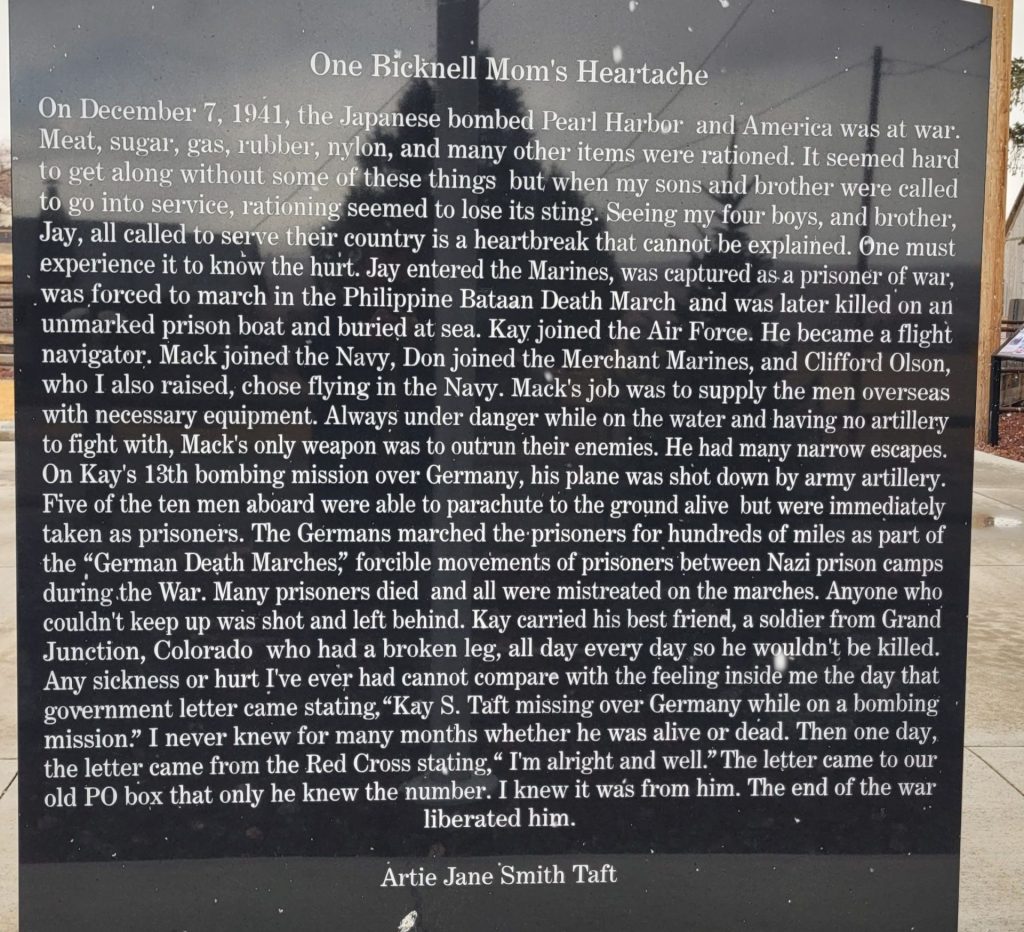 One Bicknell Mom's Heartache
On December 7, 1941, the Japanese bombed Pearl Harbor and America was at war.
Meat, sugar, gas, rubber, nylon, and many other items were rationed. It seemed hard
to get along without some of these things but when my sons and brother were called
to go into service, rationing seemed to lose its sting. Seeing my four boys, and brother,
Jay, all called to serve their country is a heartbreak that cannot be explained. One must
experience it to know the hurt. Jay entered the Marines, was captured as a prisoner of war,
was forced to march in the Philippine Bataan Death March and was later killed on an
unmarked prison boat and buried at sea. Kay joined the Air Force. He became a flight
navigator. Mack joined the Navy, Don joined the Merchant Marines, and Clifford Olson,
who I also raised, chose flying in the Navy. Mack's job was to supply the men overseas
with necessary equipment. Always under danger while on the water and having no artillery
to fight with, Mack's only weapon was to outrun their enemies. He had many narrow escapes.
On Kay's 13th bombing mission over Germany, his plane was shot down by army artillery.
Five of the ten men aboard were able to parachute to the ground alive but were immediately
taken as prisoners. The Germans marched the prisoners for hundreds of miles as part of
the “German Death Marches,” forcible movements of prisoners between Nazi prison camps
during the War. Many prisoners died and all were mistreated on the marches. Anyone who
couldn't keep up was shot and left behind. Kay carried his best friend, a soldier from Grand
Junction, Colorado who had a broken leg, all day every day so he wouldn't be killed.
Any sickness or hurt I've ever had cannot compare with the feeling inside me the day that
government letter came stating, “Kay S. Taft missing over Germany while on a bombing
mission.” I never knew for many months whether he was alive or dead. Then one day,
the letter came from the Red Cross stating, “ I'm alright and well.” The letter came to our
old PO box that only he knew the number. I knew it was from him. The end of the war
liberated him.
Artie Jane Smith Taft